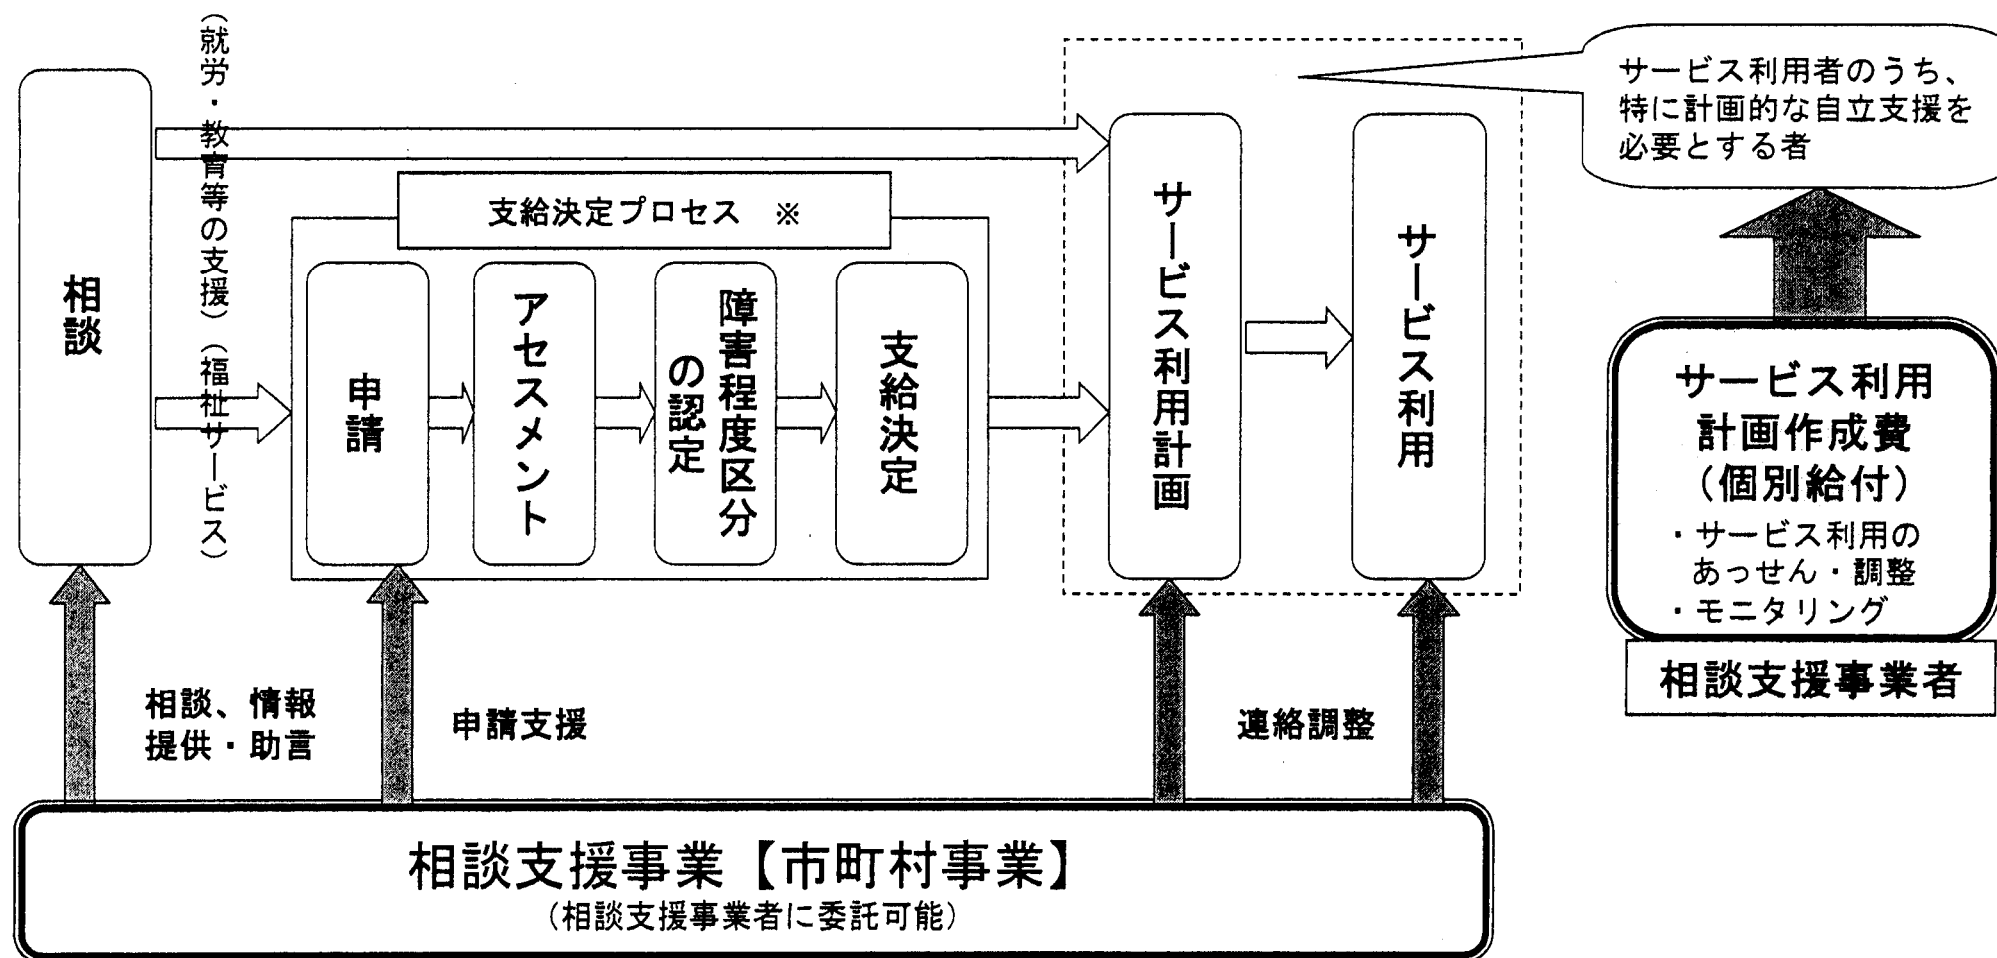 相談
(就労・教育等の支援)
(福祉サービス)
支給決定プロセス ※
申請
アセスメント
障害程度区分
の認定
支給決定
サービス利用計画
サービス利用
サービス利用者のうち、
特に計画的な自立支援を
必要とする者
サービス利用
計画作成費
(個別給付)
・サービス利用の
あっせん・調整
・モニタリング
相談支援事業者
相談、情報
提供・助言
申請支援
連絡調整
相談支援事業【市町村事業】
(相談支援事業者に委託可能)